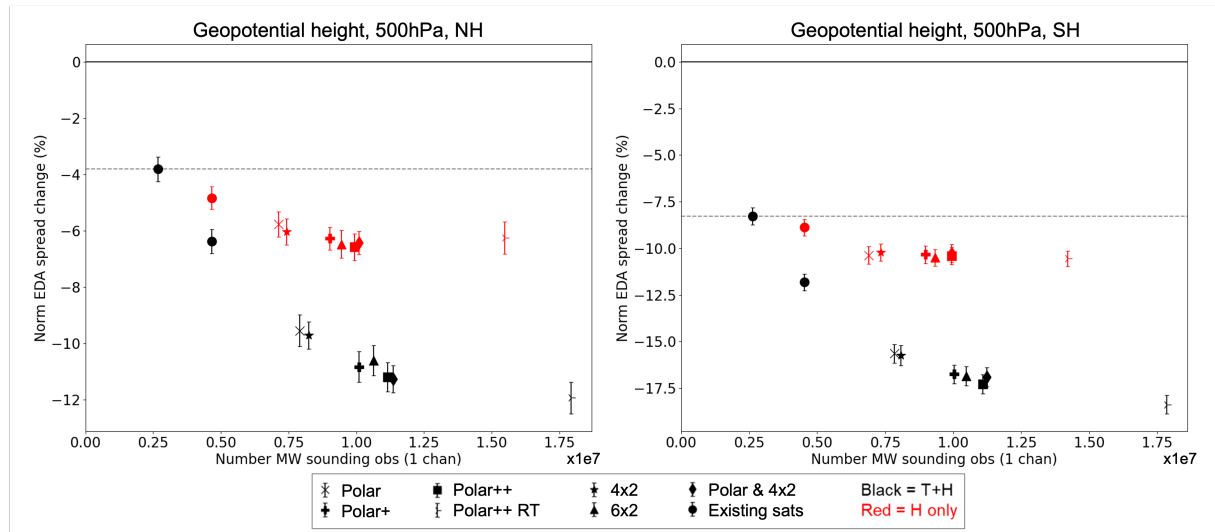 Geopotential height, 500hPa, NH
0
−2
−4
−6
−8
−10
−12
Norm EDA spread change (%)
0.00 0.25 0.50 0.75 1.00 1.25 1.50 1.75
Number MW sounding obs (1 chan)
x1e7
Geopotential height, 500hPa, SH
0.0
−2.5
−5.0
−7.5
−10.0
−12.5
−15.0
−17.5
Norm EDA spread change (%)
0.00 0.25 0.50 0.75 1.00 1.25 1.50 1.75
Number MW sounding obs (1 chan)
x1e7
Polar Polar++ 4x2 Polar & 4x2 Black = T+H
Polar+ Polar++ RT 6x2 Existing sats Red = H only